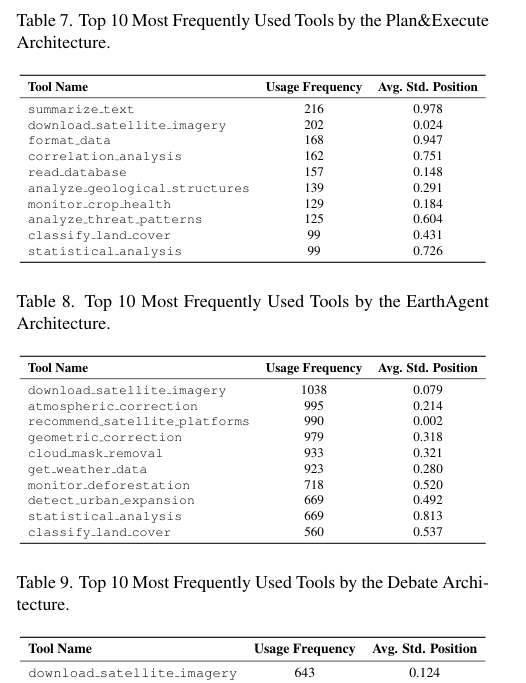 Table 7. Top 10 Most Frequently Used Tools by the Plan&Execute
Architecture.
Tool Name Usage Frequency Avg. Std. Position
summarize_text 216 0.978
download_satellite_imagery 202 0.024
format_data 168 0.947
correlation_analysis 162 0.751
read_database 157 0.148
analyze_geological_structures 139 0.291
monitor_crop_health 129 0.184
analyze_threat_patterns 125 0.604
classify_land_cover 99 0.431
statistical_analysis 99 0.726
Table 8. Top 10 Most Frequently Used Tools by the EarthAgent
Architecture.
Tool Name Usage Frequency Avg. Std. Position
download_satellite_imagery 1038 0.079
atmospheric_correction 995 0.214
recommend_satellite_platforms 990 0.002
geometric_correction 979 0.318
cloud_mask_removal 933 0.321
get_weather_data 923 0.280
monitor_deforestation 718 0.520
detect_urban_expansion 669 0.492
statistical_analysis 669 0.813
classify_land_cover 560 0.537
Table 9. Top 10 Most Frequently Used Tools by the Debate Archi-
tecture.
Tool Name Usage Frequency Avg. Std. Position
download_satellite_imagery 643 0.124